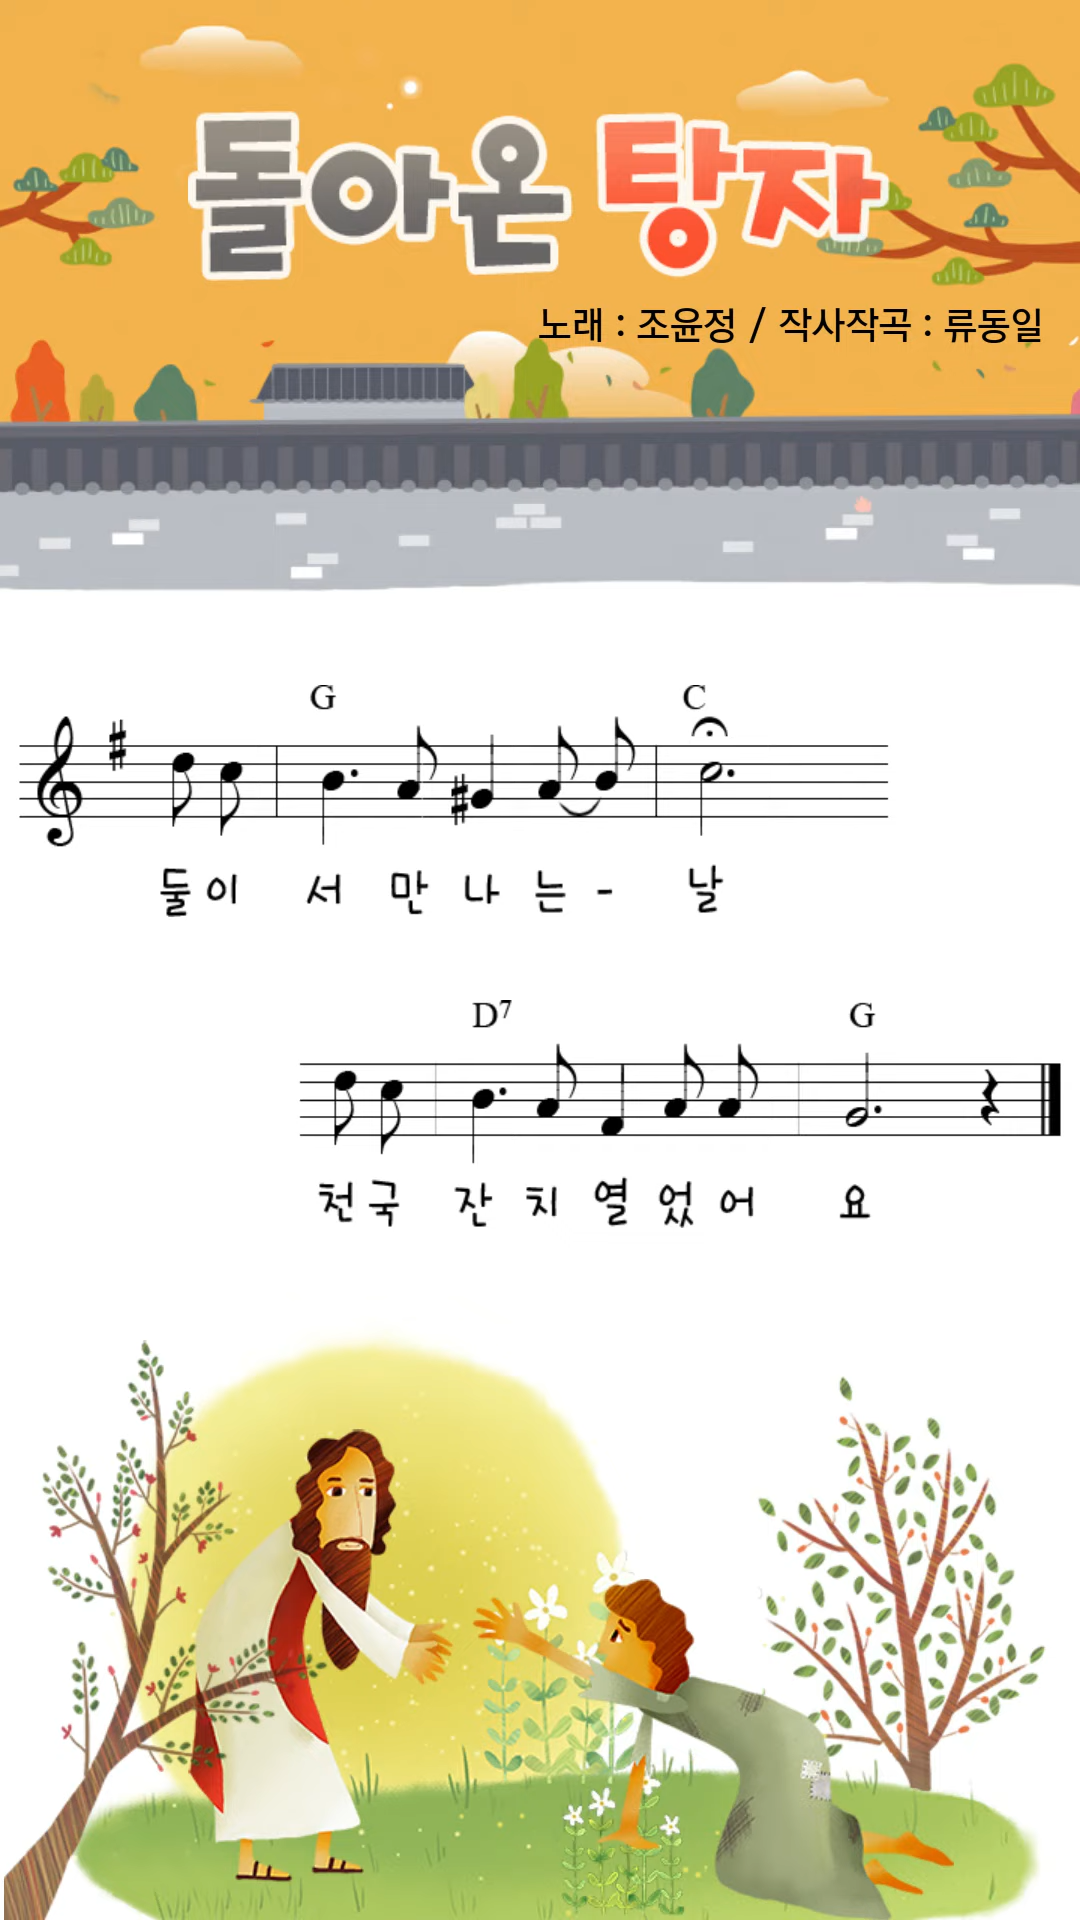 돌아온 탕자
노래 : 조윤정 / 작사작곡 : 류동일
G C
둘이 서 만 나 는 - 날
D7 G
천국 잔 치 열 었 어 요